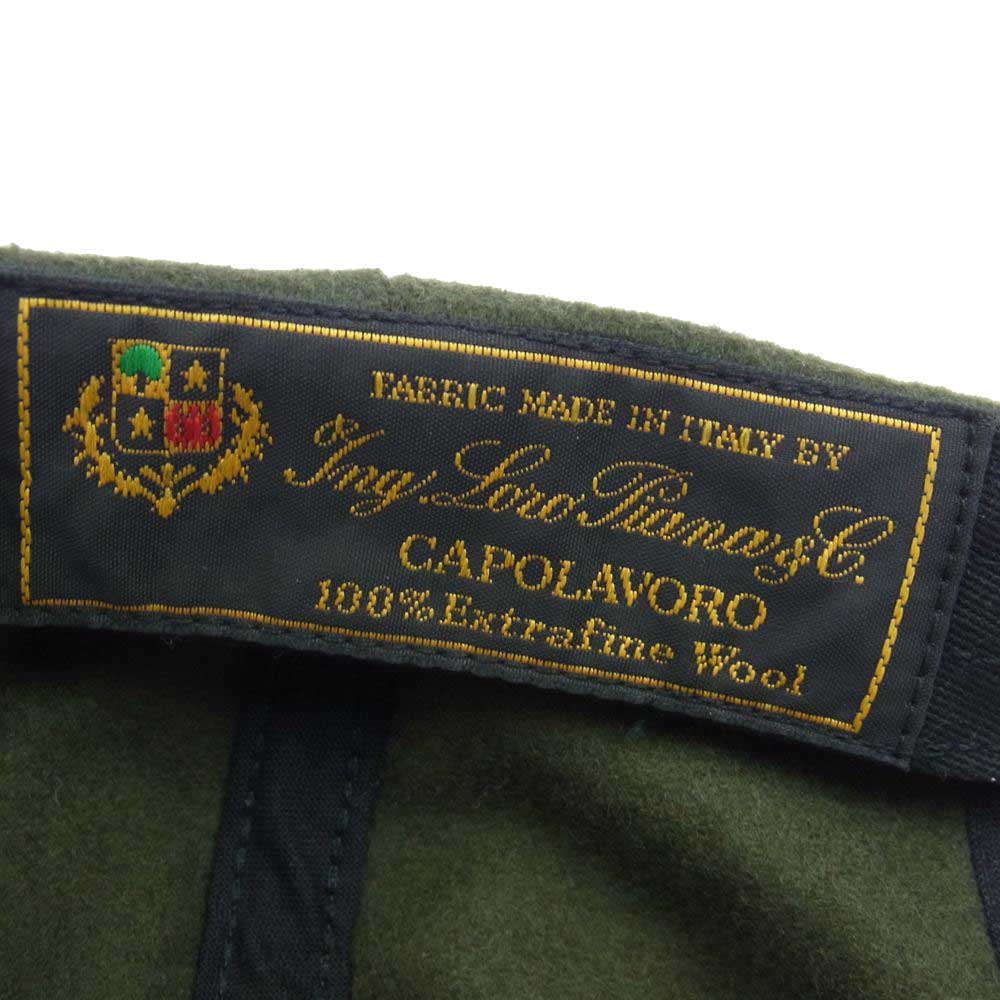 FABRIC MADE IN ITALY BY
Ing. Loro Piana & C.
CAPOLAVORO
100% Extrafine Wool